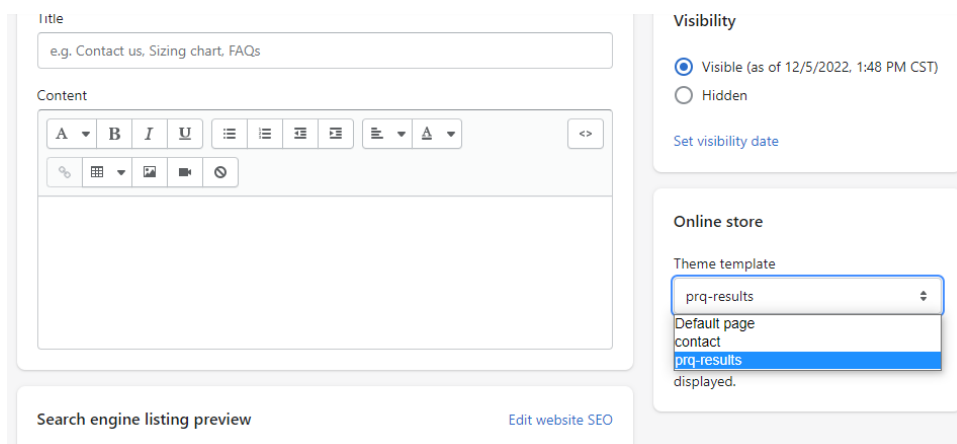 Title
e.g. Contact us, Sizing chart, FAQs
Content
A B I U A <>
Search engine listing preview
Edit website SEO
Visibility
Visible (as of 12/5/2022, 1:48 PM CST)
Hidden
Set visibility date
Online store
Theme template
prq-results
Default page
contact
prq-results
displayed.